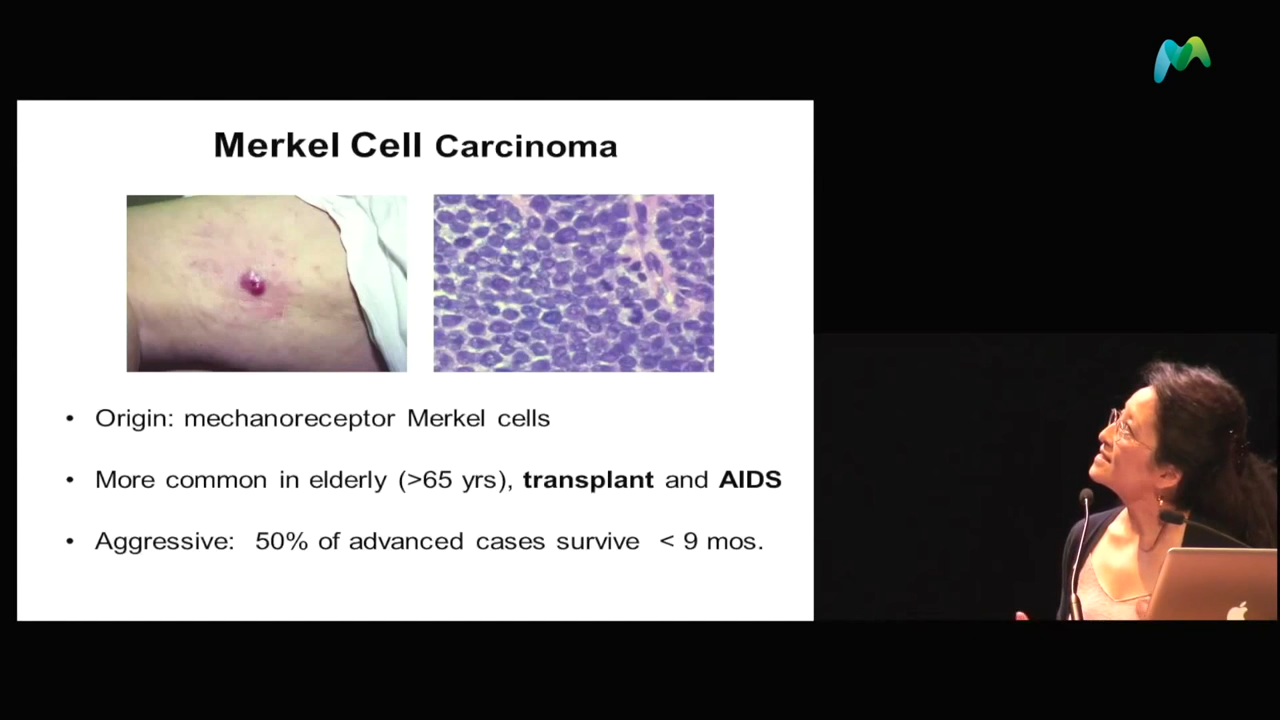 Merkel Cell Carcinoma
• Origin: mechanoreceptor Merkel cells
• More common in elderly (>65 yrs), transplant and AIDS
• Aggressive: 50% of advanced cases survive < 9 mos.